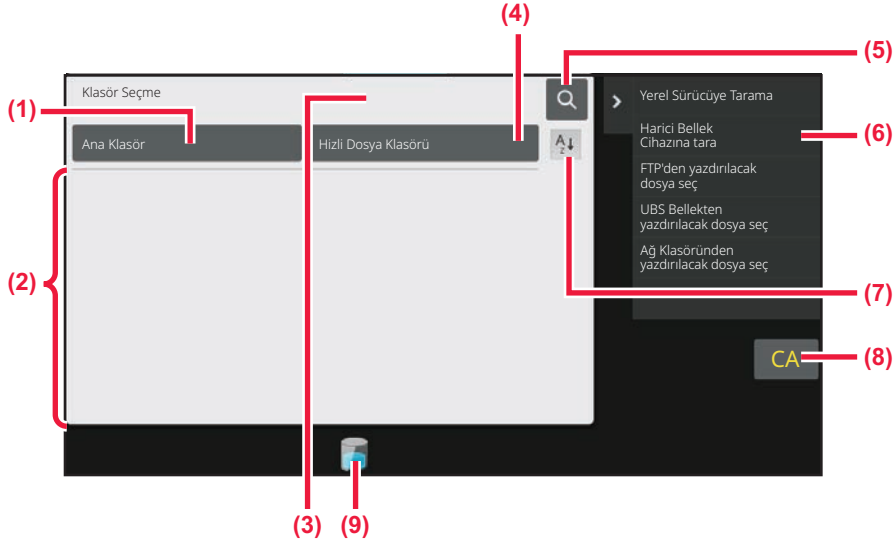 (4)
(5)
Klasör Seçme
Yerel Sürücüye Tarama
(1)
Harici Bellek
Cihazına tara
(6)
Ana Klasör
Hizli Dosya Klasörü
A
z
FTP'den yazdırılacak
dosya seç
UBS Bellekten
yazdırılacak dosya seç
Ağ Klasöründen
yazdırılacak dosya seç
(2)
(7)
CA
(8)
(3)
(9)